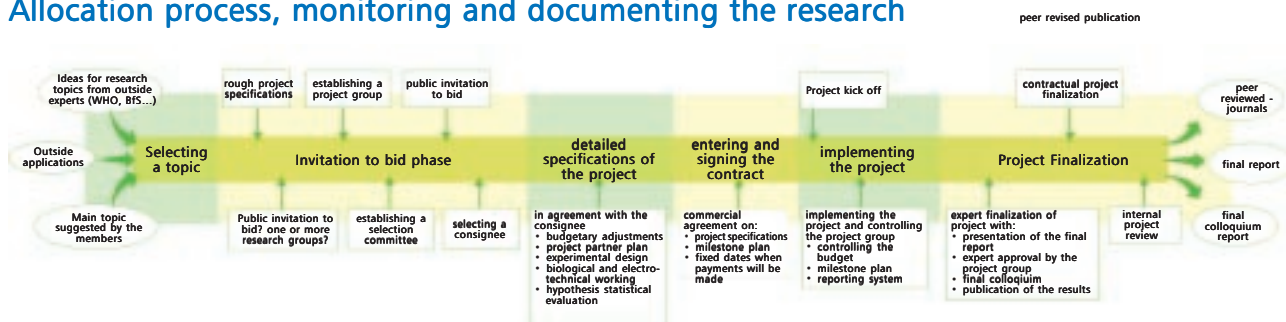 Allocation process, monitoring and documenting the research
peer revised publication
Ideas for research
topics from outside
experts (WHO, BfS...)
Outside
applications
Main topic
suggested by the
members
Selecting
a topic
rough project
specifications
establishing a
project group
public invitation
to bid
Invitation to bid phase
Public invitation to
bid? one or more
research groups?
establishing a
selection
committee
selecting a
consignee
detailed
specifications of
the project
in agreement with the
consignee
• budgetary adjustments
• project partner plan
• experimental design
• biological and electro-
technical working
• hypothesis statistical
evaluation
entering and
signing the
contract
commercial
agreement on:
• project specifications
• milestone plan
• fixed dates when
payments will be
made
Project kick off
implementing
the project
implementing the
project and controlling
the project group
• controlling the
budget
• milestone plan
• reporting system
contractual project
finalization
Project Finalization
expert finalization of
project with:
• presentation of the final
report
• expert approval by the
project group
• final colloqiuim
• publication of the results
internal
project
review
peer
reviewed -
journals
final report
final
colloquium
report